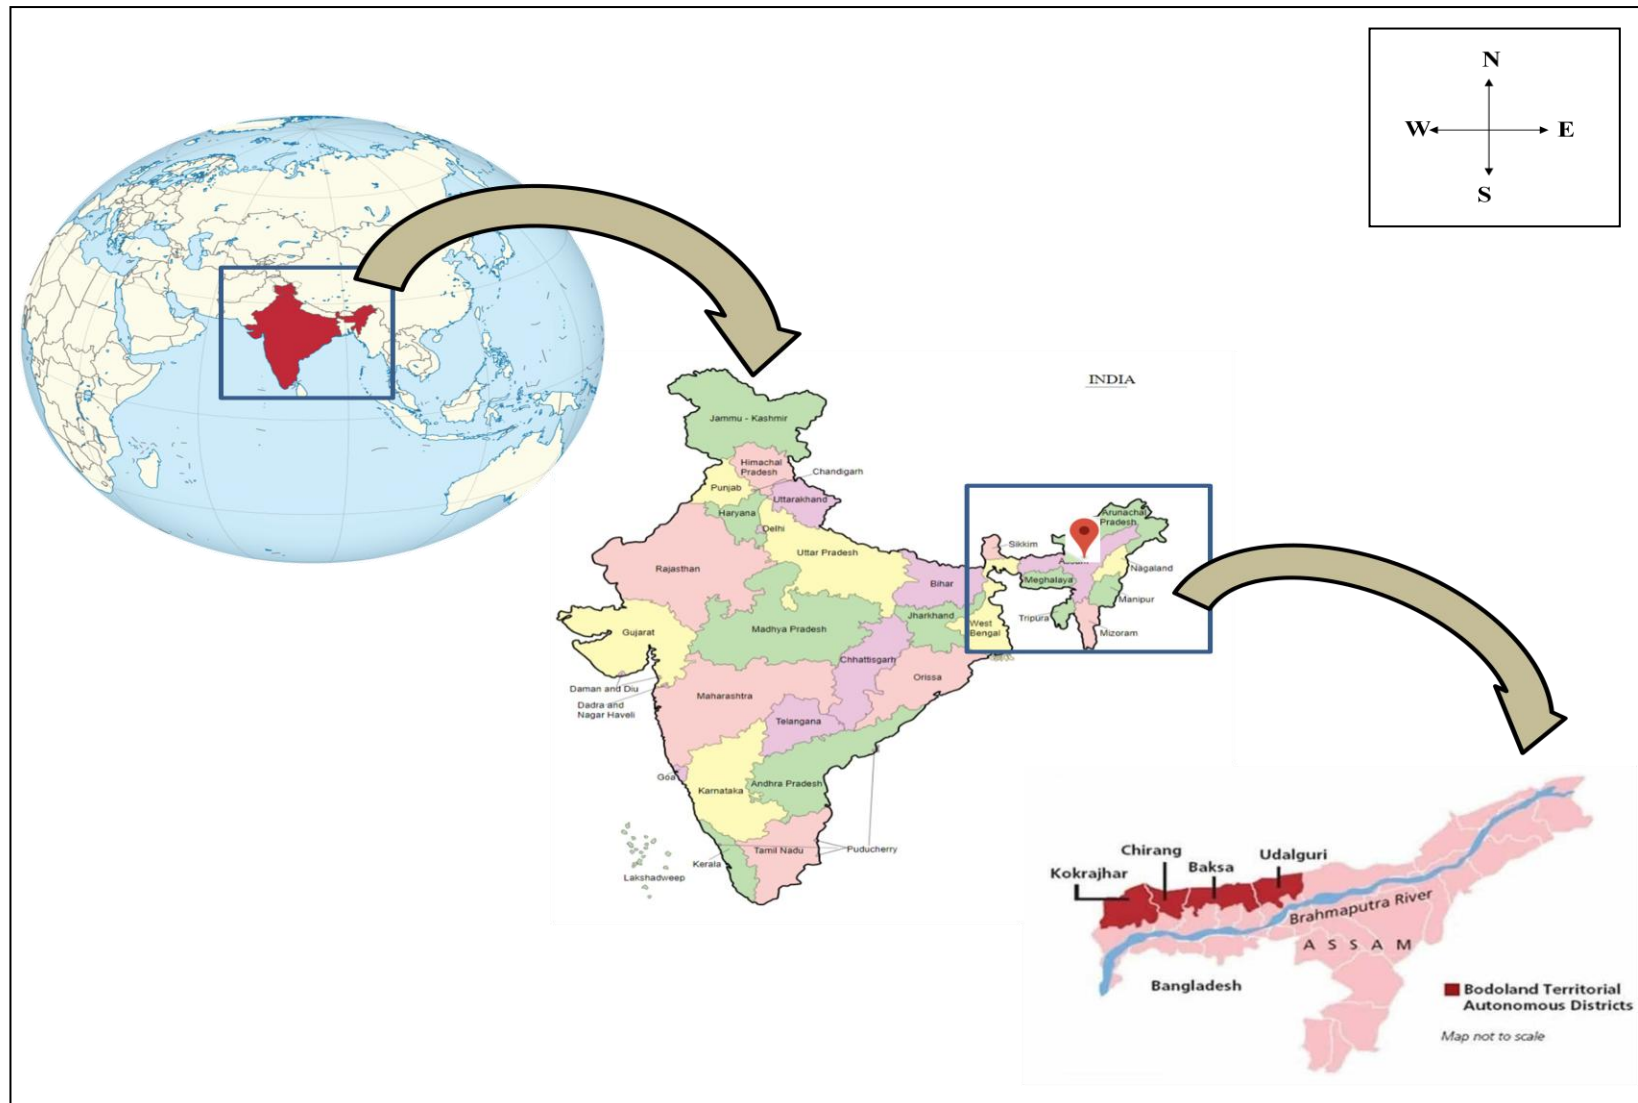 N
W
E
S
INDIA
Jammu - Kashmir
Himachal
Pradesh
Chandigarh
Punjab
Uttarakhand
Haryana
Delhi
Arunachal
Pradesh
Sikkim
Uttar Pradesh
Rajasthan
Assam
Nagaland
Bihar
Meghalaya
Manipur
Jharkhand
Tripura
West
Bengal
Mizoram
Gujarat
Madhya Pradesh
Chhattisgarh
Orissa
Daman and Diu
Maharashtra
Dadra and
Nagar Haveli
Telangana
Goa
Andhra Pradesh
Karnataka
Tamil Nadu
Puducherry
Kerala
Lakshadweep
Chirang
Udalguri
Baksa
Kokrajhar
Brahmaputra River
ASSAM
Bangladesh
Bodoland Territorial
Autonomous Districts
Map not to scale